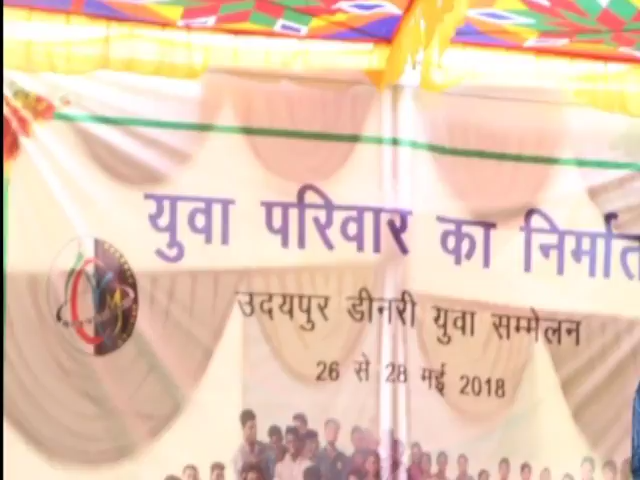 युवा परिवार का
उदयपुर डीनरी युवा सम्मेलन
26 से 28 मई 2018